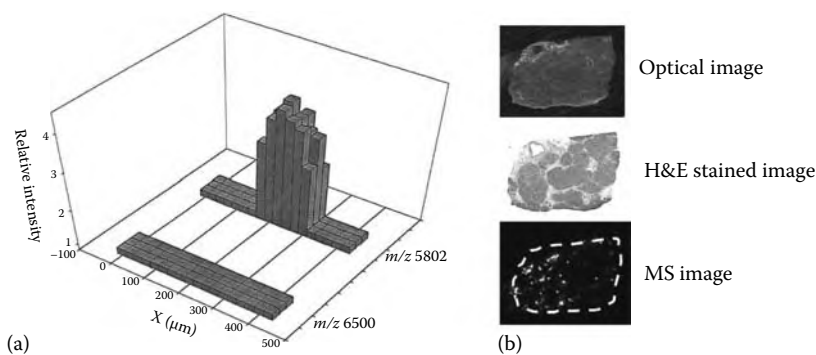 Relative intensity
4
3
2
1
−100
0
100
200
300
400
500
X (μm)
m/z 5802
m/z 6500
(a)
Optical image
H&E stained image
MS image
(b)